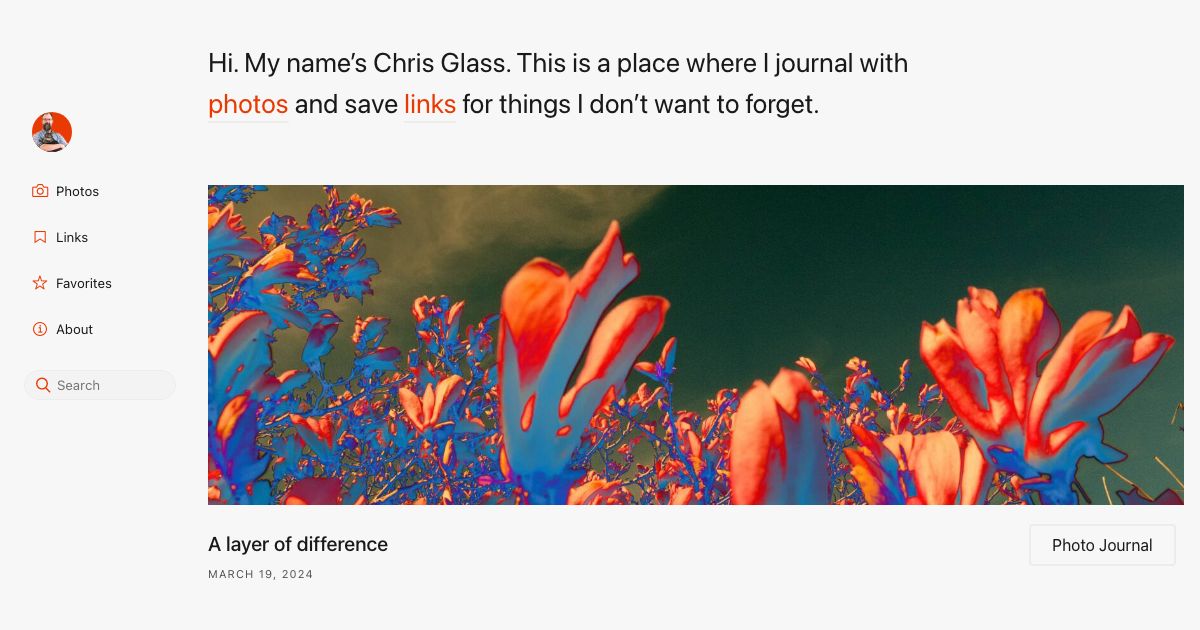 Hi. My name’s Chris Glass. This is a place where I journal with
photos and save links for things I don’t want to forget.
Photos
Links
Favorites
About
Search
A layer of difference
MARCH 19, 2024
Photo Journal